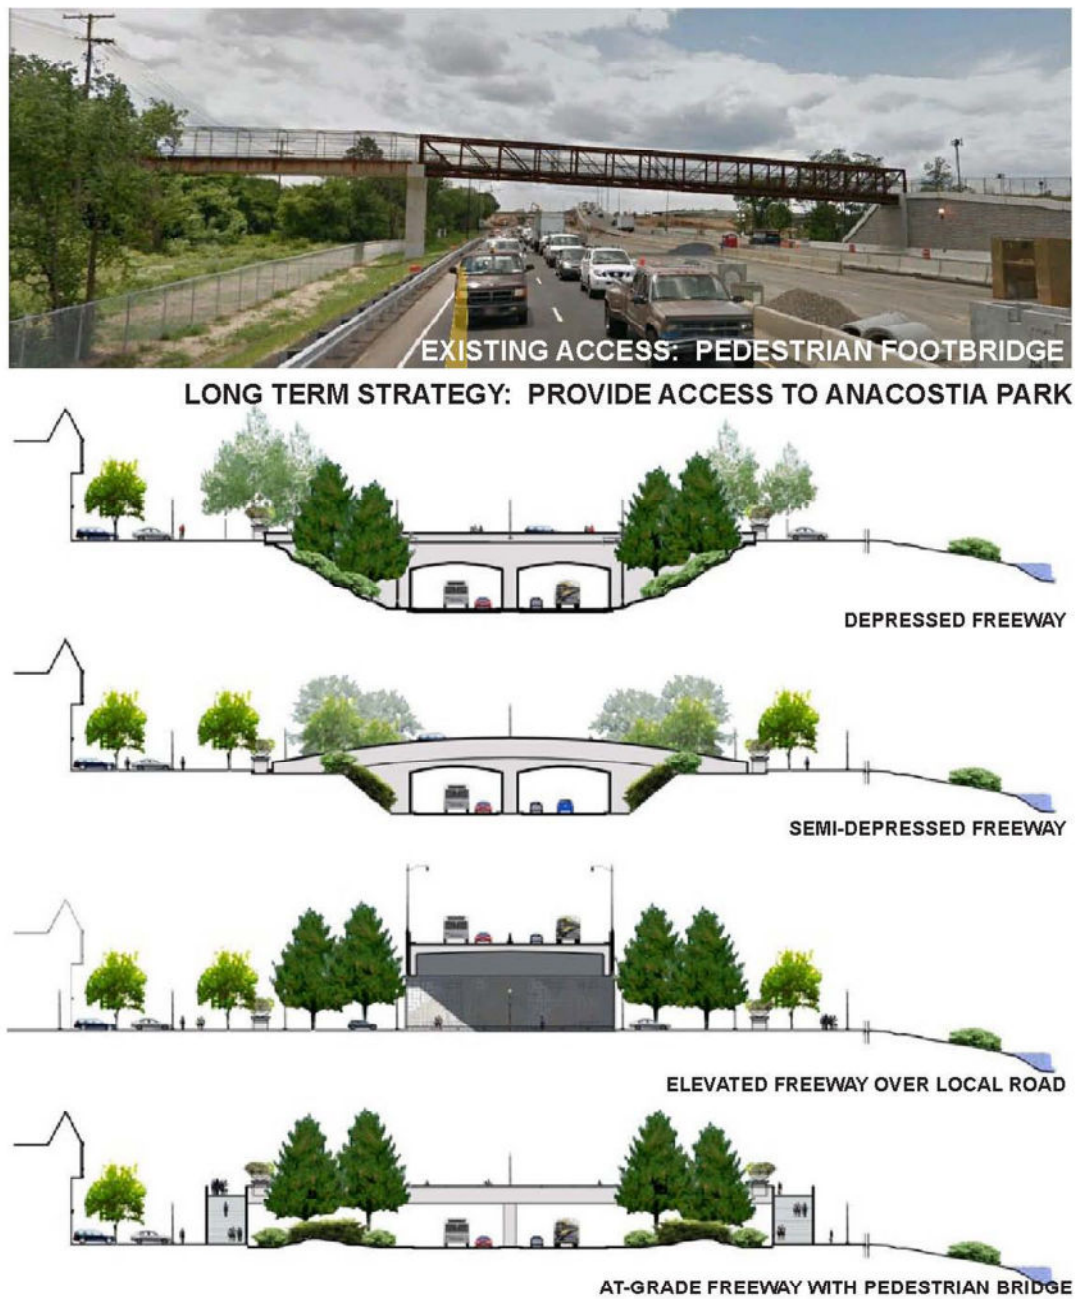 EXISTING ACCESS: PEDESTRIAN FOOTBRIDGE
LONG TERM STRATEGY: PROVIDE ACCESS TO ANACOSTIA PARK
DEPRESSED FREEWAY
SEMI-DEPRESSED FREEWAY
ELEVATED FREEWAY OVER LOCAL ROAD
AT-GRADE FREEWAY WITH PEDESTRIAN BRIDGE